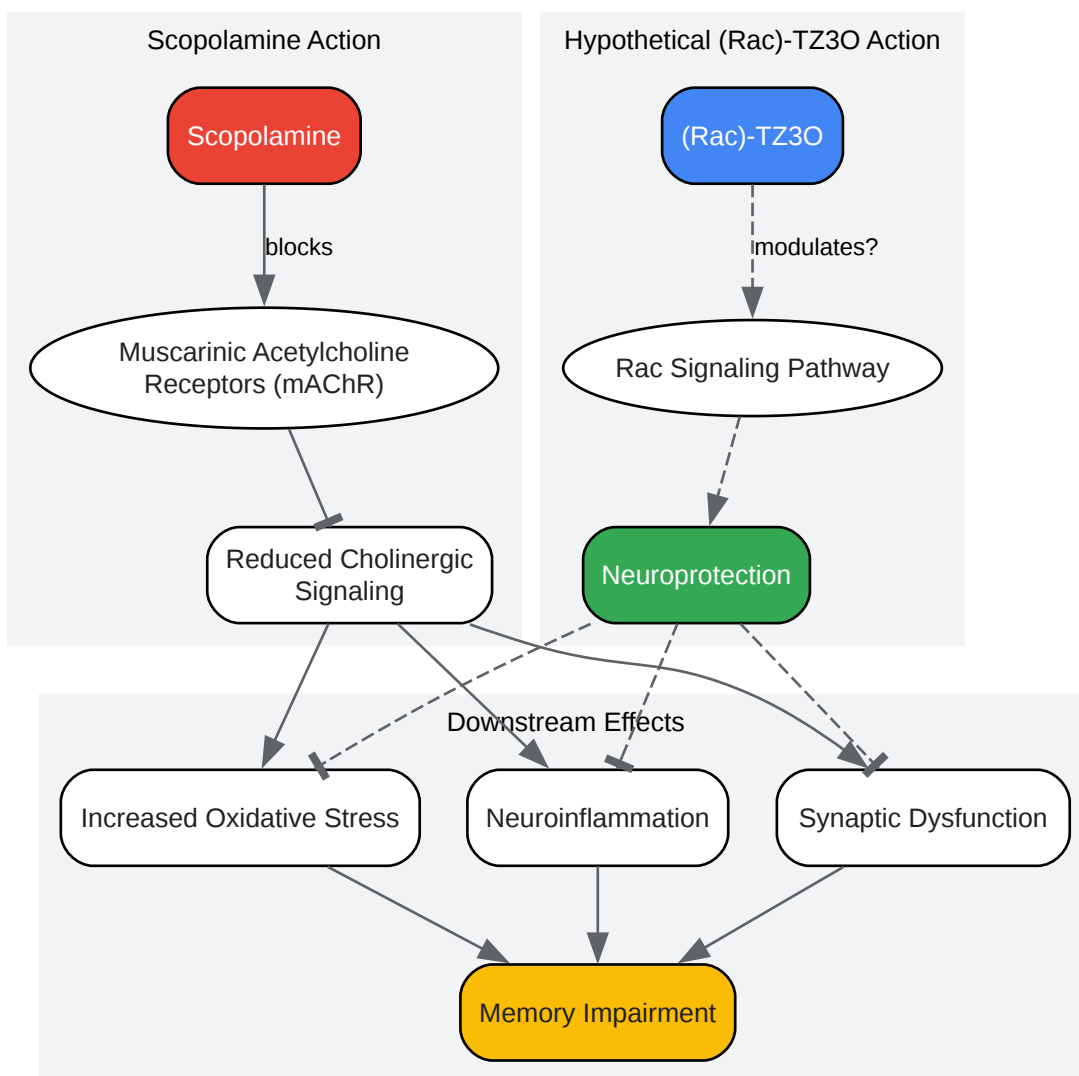 Scopolamine Action
Hypothetical (Rac)-TZ3O Action
Scopolamine
(Rac)-TZ3O
blocks
modulates?
Muscarinic Acetylcholine
Receptors (mAChR)
Rac Signaling Pathway
Reduced Cholinergic
Signaling
Neuroprotection
Downstream Effects
Increased Oxidative Stress
Neuroinflammation
Synaptic Dysfunction
Memory Impairment